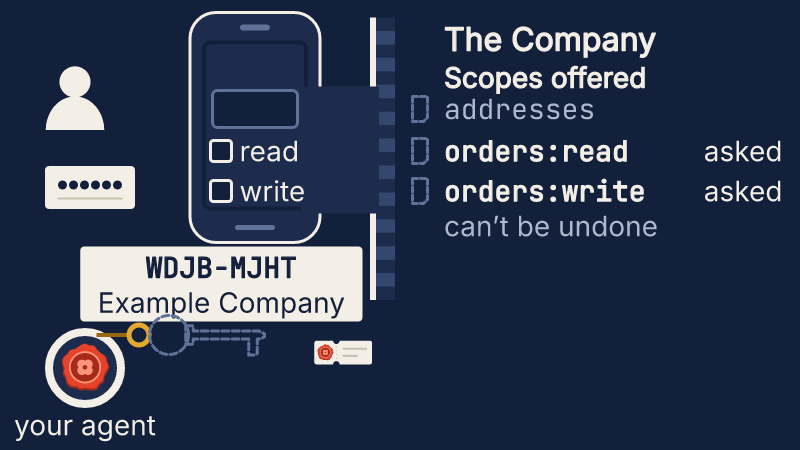 The Company
Scopes offered
addresses
orders:read asked
orders:write asked
can't be undone
read
write
WDJB-MJHT
Example Company
your agent